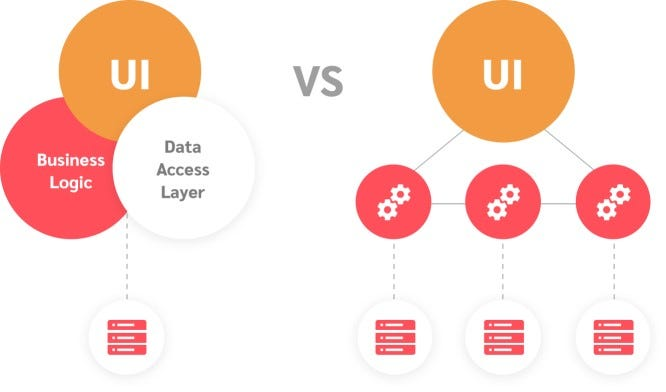 UI
Business
Logic
Data
Access
Layer
VS
UI